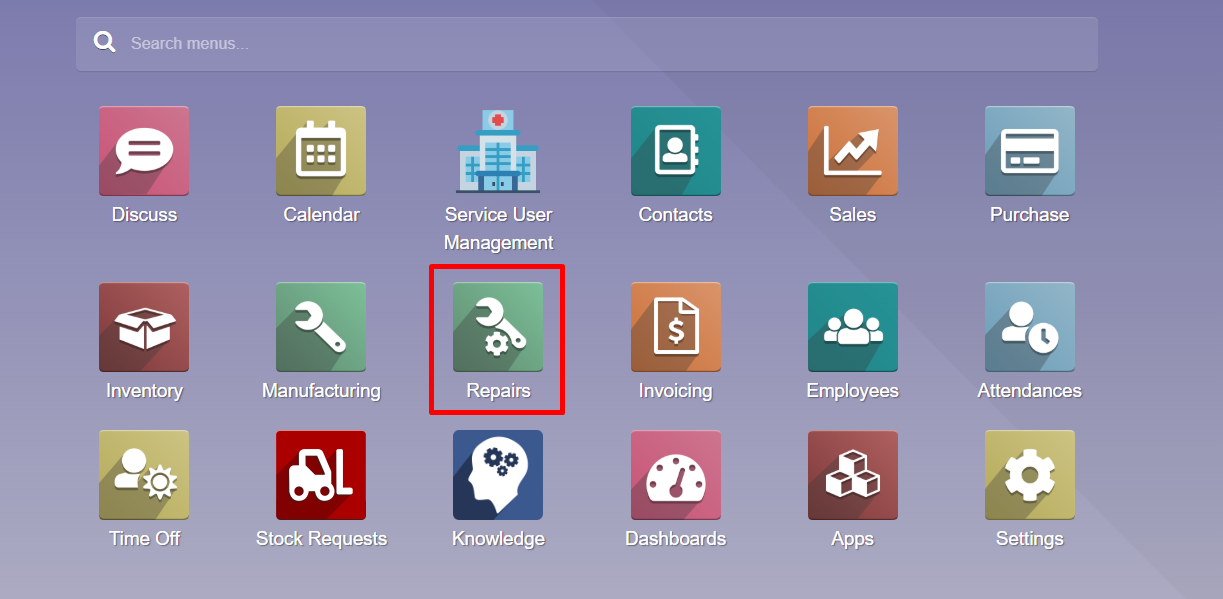 Search menus...
Discuss
Calendar
Service User
Management
Contacts
Sales
Purchase
Inventory
Manufacturing
Repairs
Invoicing
Employees
Attendances
Time Off
Stock Requests
Knowledge
Dashboards
Apps
Settings